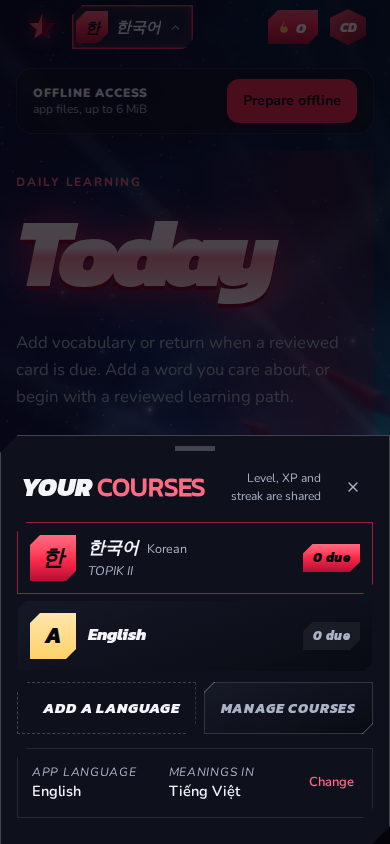 한 한국어 0 CD
OFFLINE ACCESS
app files, up to 6 MiB
Prepare offline
DAILY LEARNING
Today
Add vocabulary or return when a reviewed
card is due. Add a word you care about, or
begin with a reviewed learning path.
YOUR COURSES
Level, XP and
streak are shared
한 한국어 Korean
TOPIK II
0 due
A English
0 due
ADD A LANGUAGE
MANAGE COURSES
APP LANGUAGE
English
MEANINGS IN
Tiếng Việt
Change